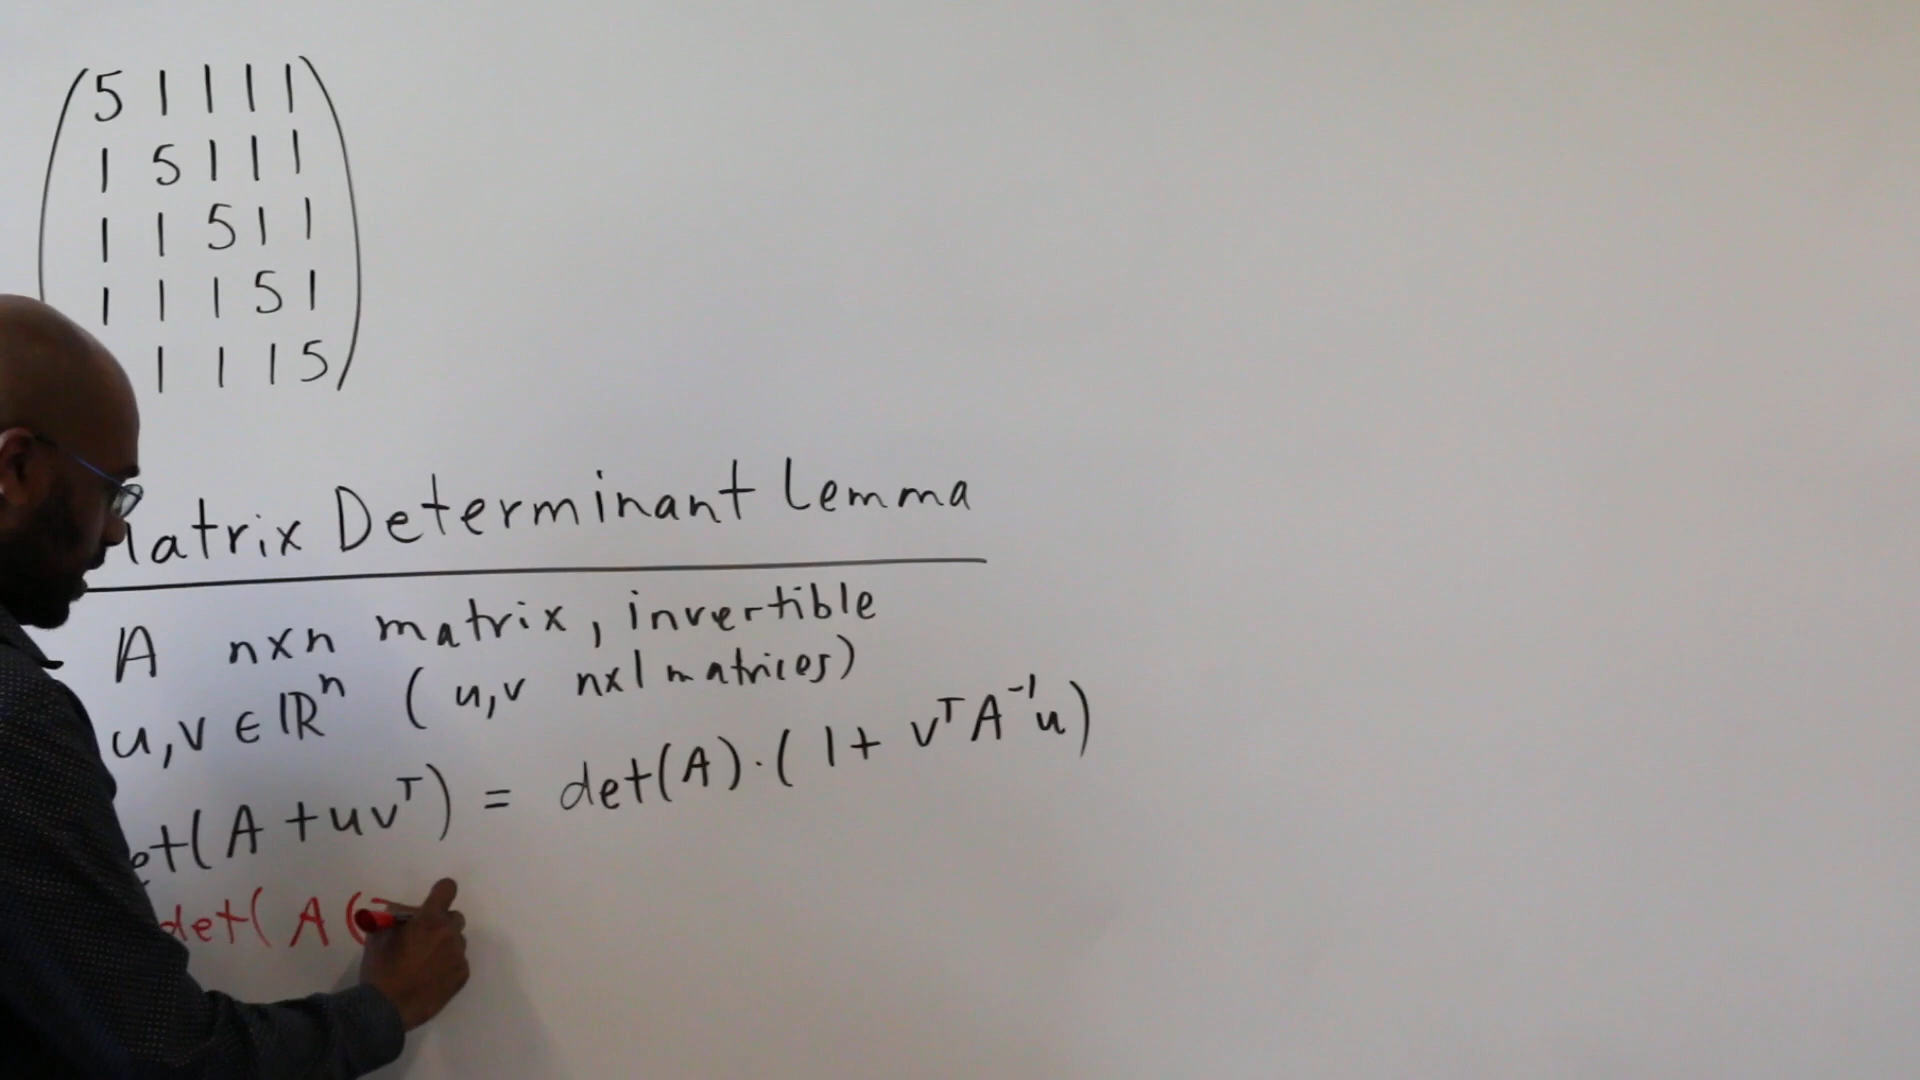 5 1 1 1 1
1 5 1 1 1
1 1 5 1 1
1 1 1 5 1
1 1 1 5
Matrix Determinant Lemma
A n×n matrix, invertible
u,v ∈ ℝⁿ (u,v n×1 matrices)
et(A + uvᵀ) = det(A)·(1 + vᵀA⁻¹u)
det(A(